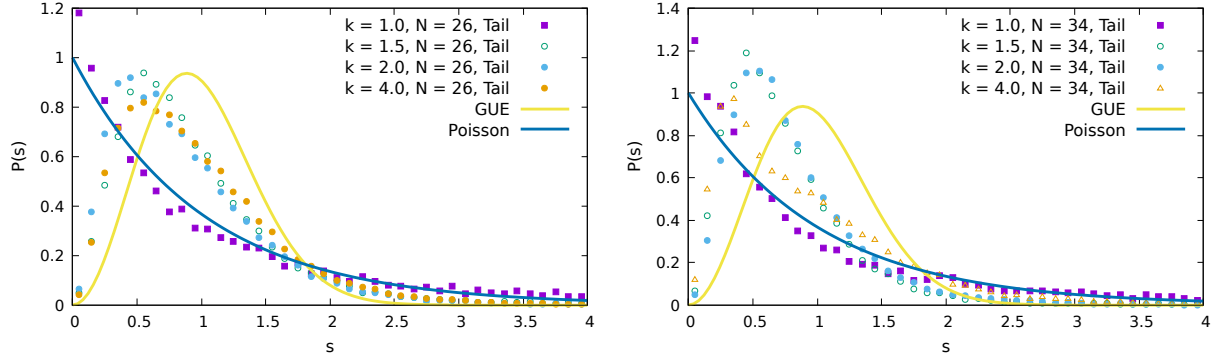 P(s)
1.2
1
0.8
0.6
0.4
0.2
0
0 0.5 1 1.5 2 2.5 3 3.5 4
s
k = 1.0, N = 26, Tail
k = 1.5, N = 26, Tail
k = 2.0, N = 26, Tail
k = 4.0, N = 26, Tail
GUE
Poisson
P(s)
1.4
1.2
1
0.8
0.6
0.4
0.2
0
0 0.5 1 1.5 2 2.5 3 3.5 4
s
k = 1.0, N = 34, Tail
k = 1.5, N = 34, Tail
k = 2.0, N = 34, Tail
k = 4.0, N = 34, Tail
GUE
Poisson